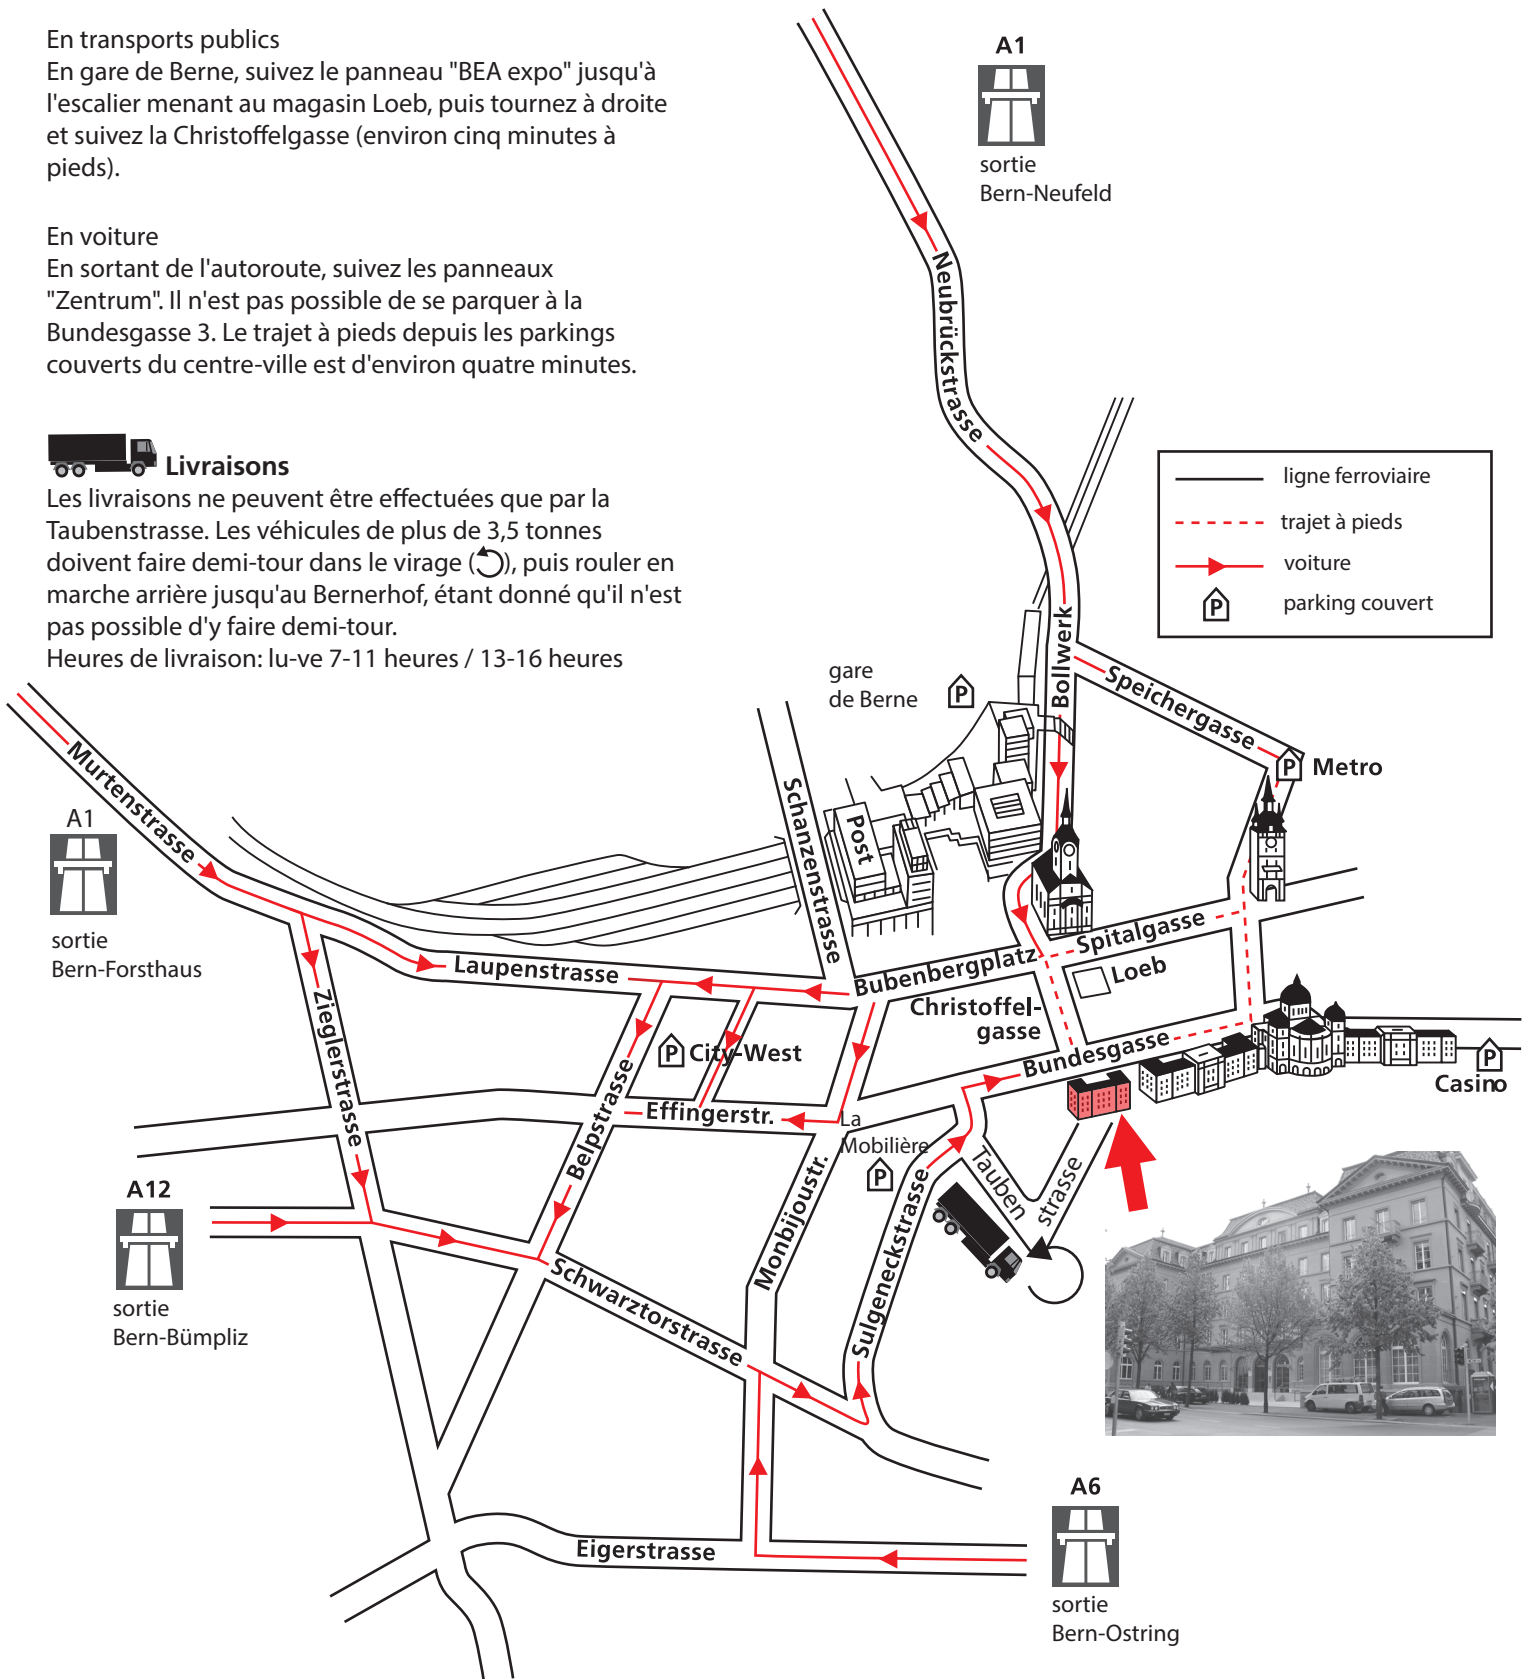 En transports publics
En gare de Berne, suivez le panneau "BEA expo" jusqu'à
l'escalier menant au magasin Loeb, puis tournez à droite
et suivez la Christoffelgasse (environ cinq minutes à
pieds).
En voiture
En sortant de l'autoroute, suivez les panneaux
"Zentrum". Il n'est pas possible de se parquer à la
Bundesgasse 3. Le trajet à pieds depuis les parkings
couverts du centre-ville est d'environ quatre minutes.
Livraisons
Les livraisons ne peuvent être effectuées que par la
Taubenstrasse. Les véhicules de plus de 3,5 tonnes
doivent faire demi-tour dans le virage ( ), puis rouler en
marche arrière jusqu'au Bernerhof, étant donné qu'il n'est
pas possible d'y faire demi-tour.
Heures de livraison: lu-ve 7-11 heures / 13-16 heures
A1
sortie
Bern-Neufeld
Neubrückstrasse
ligne ferroviaire
trajet à pieds
voiture
P
parking couvert
Bollwerk
Speichergasse
gare
de Berne
P
P
Metro
Murtenstrasse
A1
sortie
Bern-Forsthaus
Schanzenstrasse
Post
Laupenstrasse
Bubenbergplatz
Spitalgasse
Loeb
Christoffel-
gasse
Bundesgasse
Zieglerstrasse
P
City-West
Belpstrasse
Effingerstr.
La
Mobilière
P
P
Casino
A12
sortie
Bern-Bümpliz
Monbijoustr.
Sulgeneckstrasse
Tauben
strasse
Schwarztorstrasse
Eigerstrasse
A6
sortie
Bern-Ostring